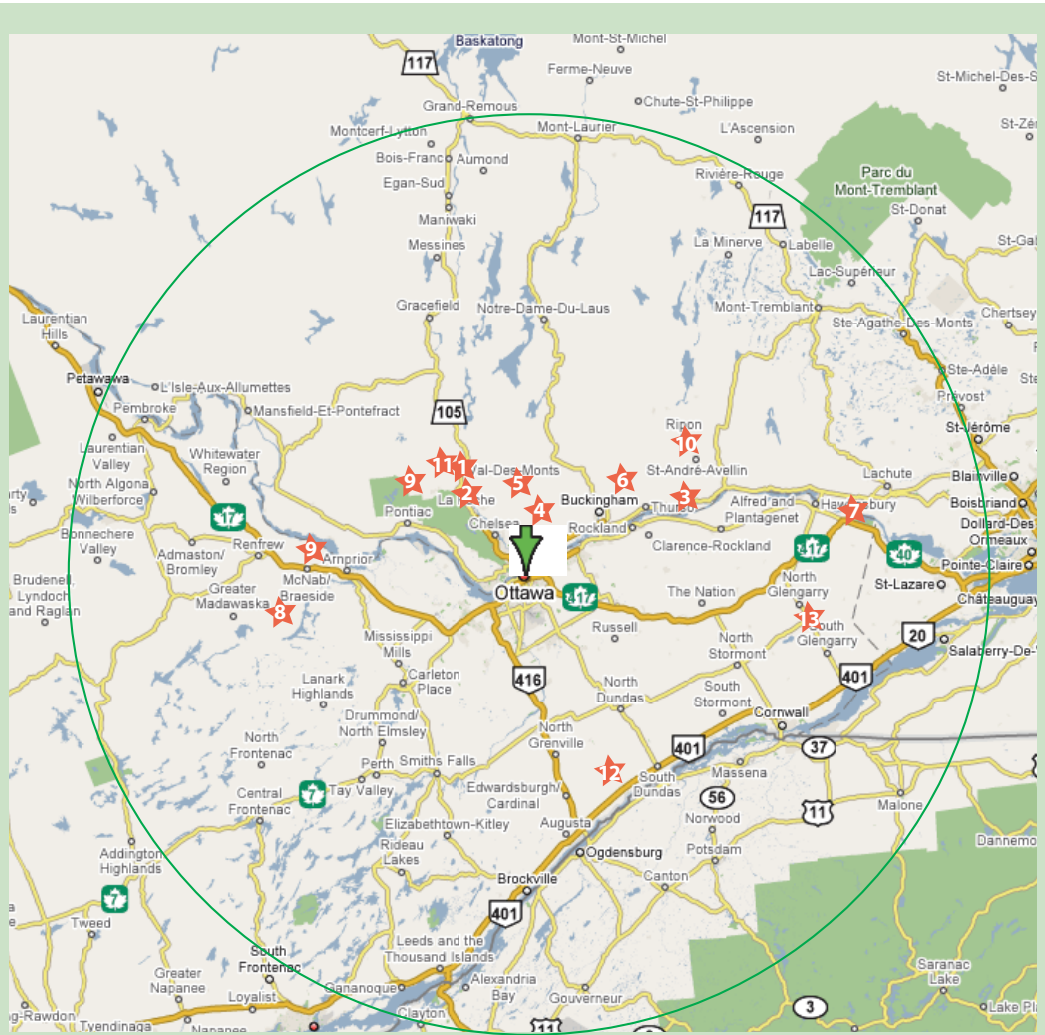 Baskatong
Mont-St-Michel
117
Ferme-Neuve
St-Michel-Des-S
Grand-Remous
Chute-St-Philippe
Montcerf-Lytton
Mont-Laurier
L'Ascension
St-Zé
Bois-Franc
Aumond
Rivière-Rouge
Parc du
Mont-Tremblant
Egan-Sud
St-Donat
Maniwaki
117
Messines
La Minerve
Labelle
St-Ga
Lac-Supérieur
Gracefield
Notre-Dame-Du-Laus
Mont-Tremblant
Chertsey
Laurentian
Hills
Ste-Agathe-Des-Monts
Petawawa
L'Isle-Aux-Allumettes
Ste-Adèle
Ste
Pembroke
Mansfield-Et-Pontefract
105
Prévost
Ripon
10
St-Jérôme
Laurentian
Valley
Whitewater
Region
11
1
Val-Des-Monts
St-André-Avellin
Lachute
Blainville
North Algona
Wilberforce
9
2
5
6
3
Buckingham
Thurso
Alfred and
Plantagenet
7
Boisbriand
17
Pontiac
4
Chelsea
Rockland
Dollard-Des
Ormeaux
Bonnechere
Valley
Admaston/
Bromley
Renfrew
9
Arnprior
Clarence-Rockland
417
40
Pointe-Claire
Brudenel,
Lyndoch
and Raglan
Greater
Madawaska
McNab/
Braeside
Ottawa
417
The Nation
North
Glengarry
St-Lazare
Châteauguay
8
13
South
Glengarry
20
Mississippi
Mills
Russell
North
Stormont
Salaberry-De-
Lanark
Highlands
Carleton
Place
416
North
Dundas
South
Stormont
401
Drummond/
North Elmsley
Cornwall
North
Frontenac
North
Grenville
401
37
Perth
Smiths Falls
12
South
Dundas
Massena
7
Tay Valley
Edwardsburgh/
Cardinal
56
11
Malone
Central
Frontenac
Elizabethtown-Kitley
Augusta
Norwood
Addington
Highlands
Rideau
Lakes
Ogdensburg
Potsdam
Dannemo
7
Brockville
Canton
Tweed
401
South
Frontenac
Leeds and the
Thousand Islands
Saranac
Lake
Greater
Napanee
Gananoque
Alexandria
Bay
Gouverneur
Loyalist
3
Lake Pl
ng-Rawdon
Tyendinaga
Napanee
Clayton
11